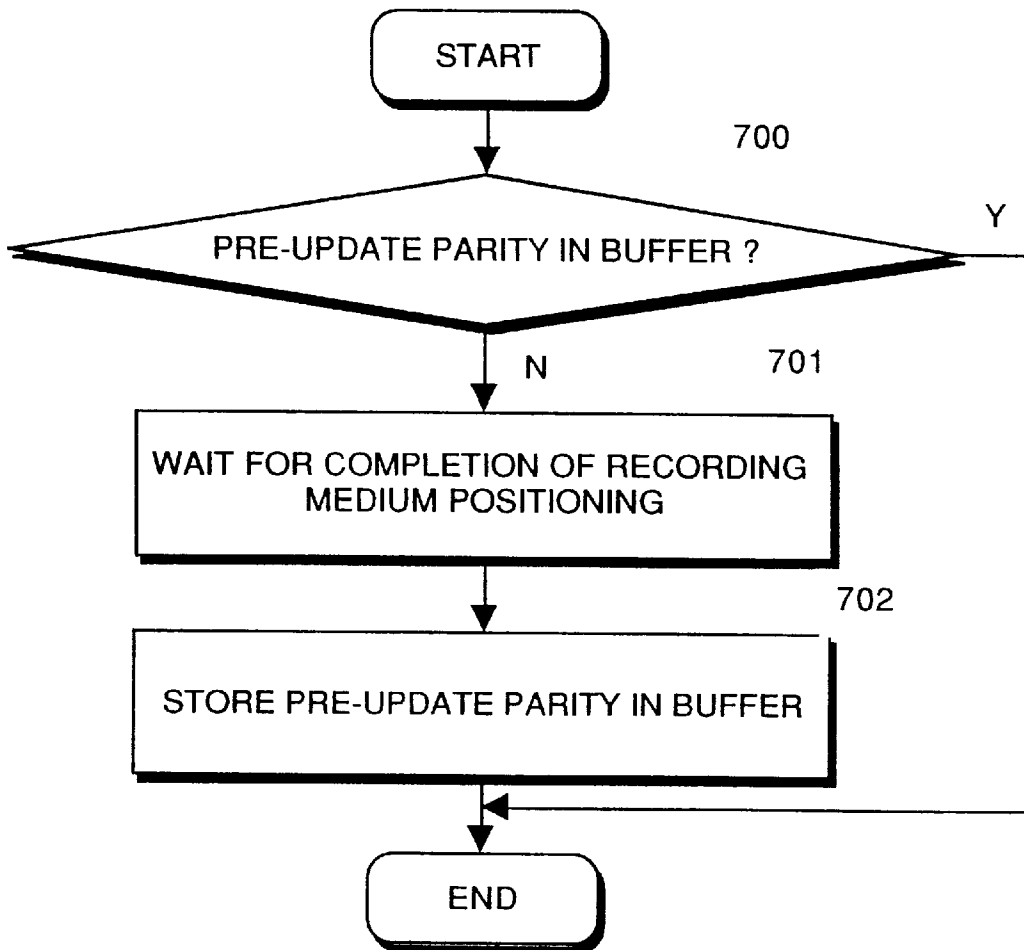 START
700
Y
PRE-UPDATE PARITY IN BUFFER ?
N
701
WAIT FOR COMPLETION OF RECORDING
MEDIUM POSITIONING
702
STORE PRE-UPDATE PARITY IN BUFFER
END